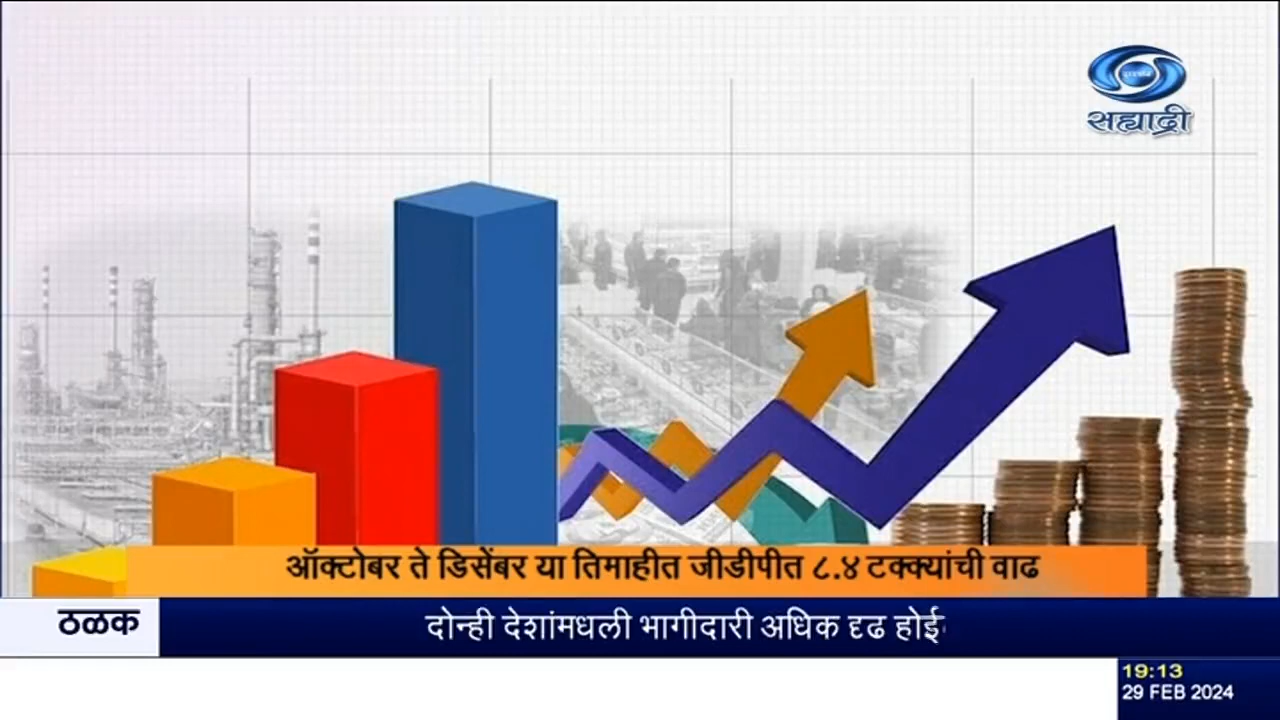 सह्याद्री
ऑक्टोबर ते डिसेंबर या तिमाहीत जीडीपीत ८.४ टक्क्यांची वाढ
ठळक
दोन्ही देशांमधली भागीदारी अधिक दृढ होई
19:13
29 FEB 2024